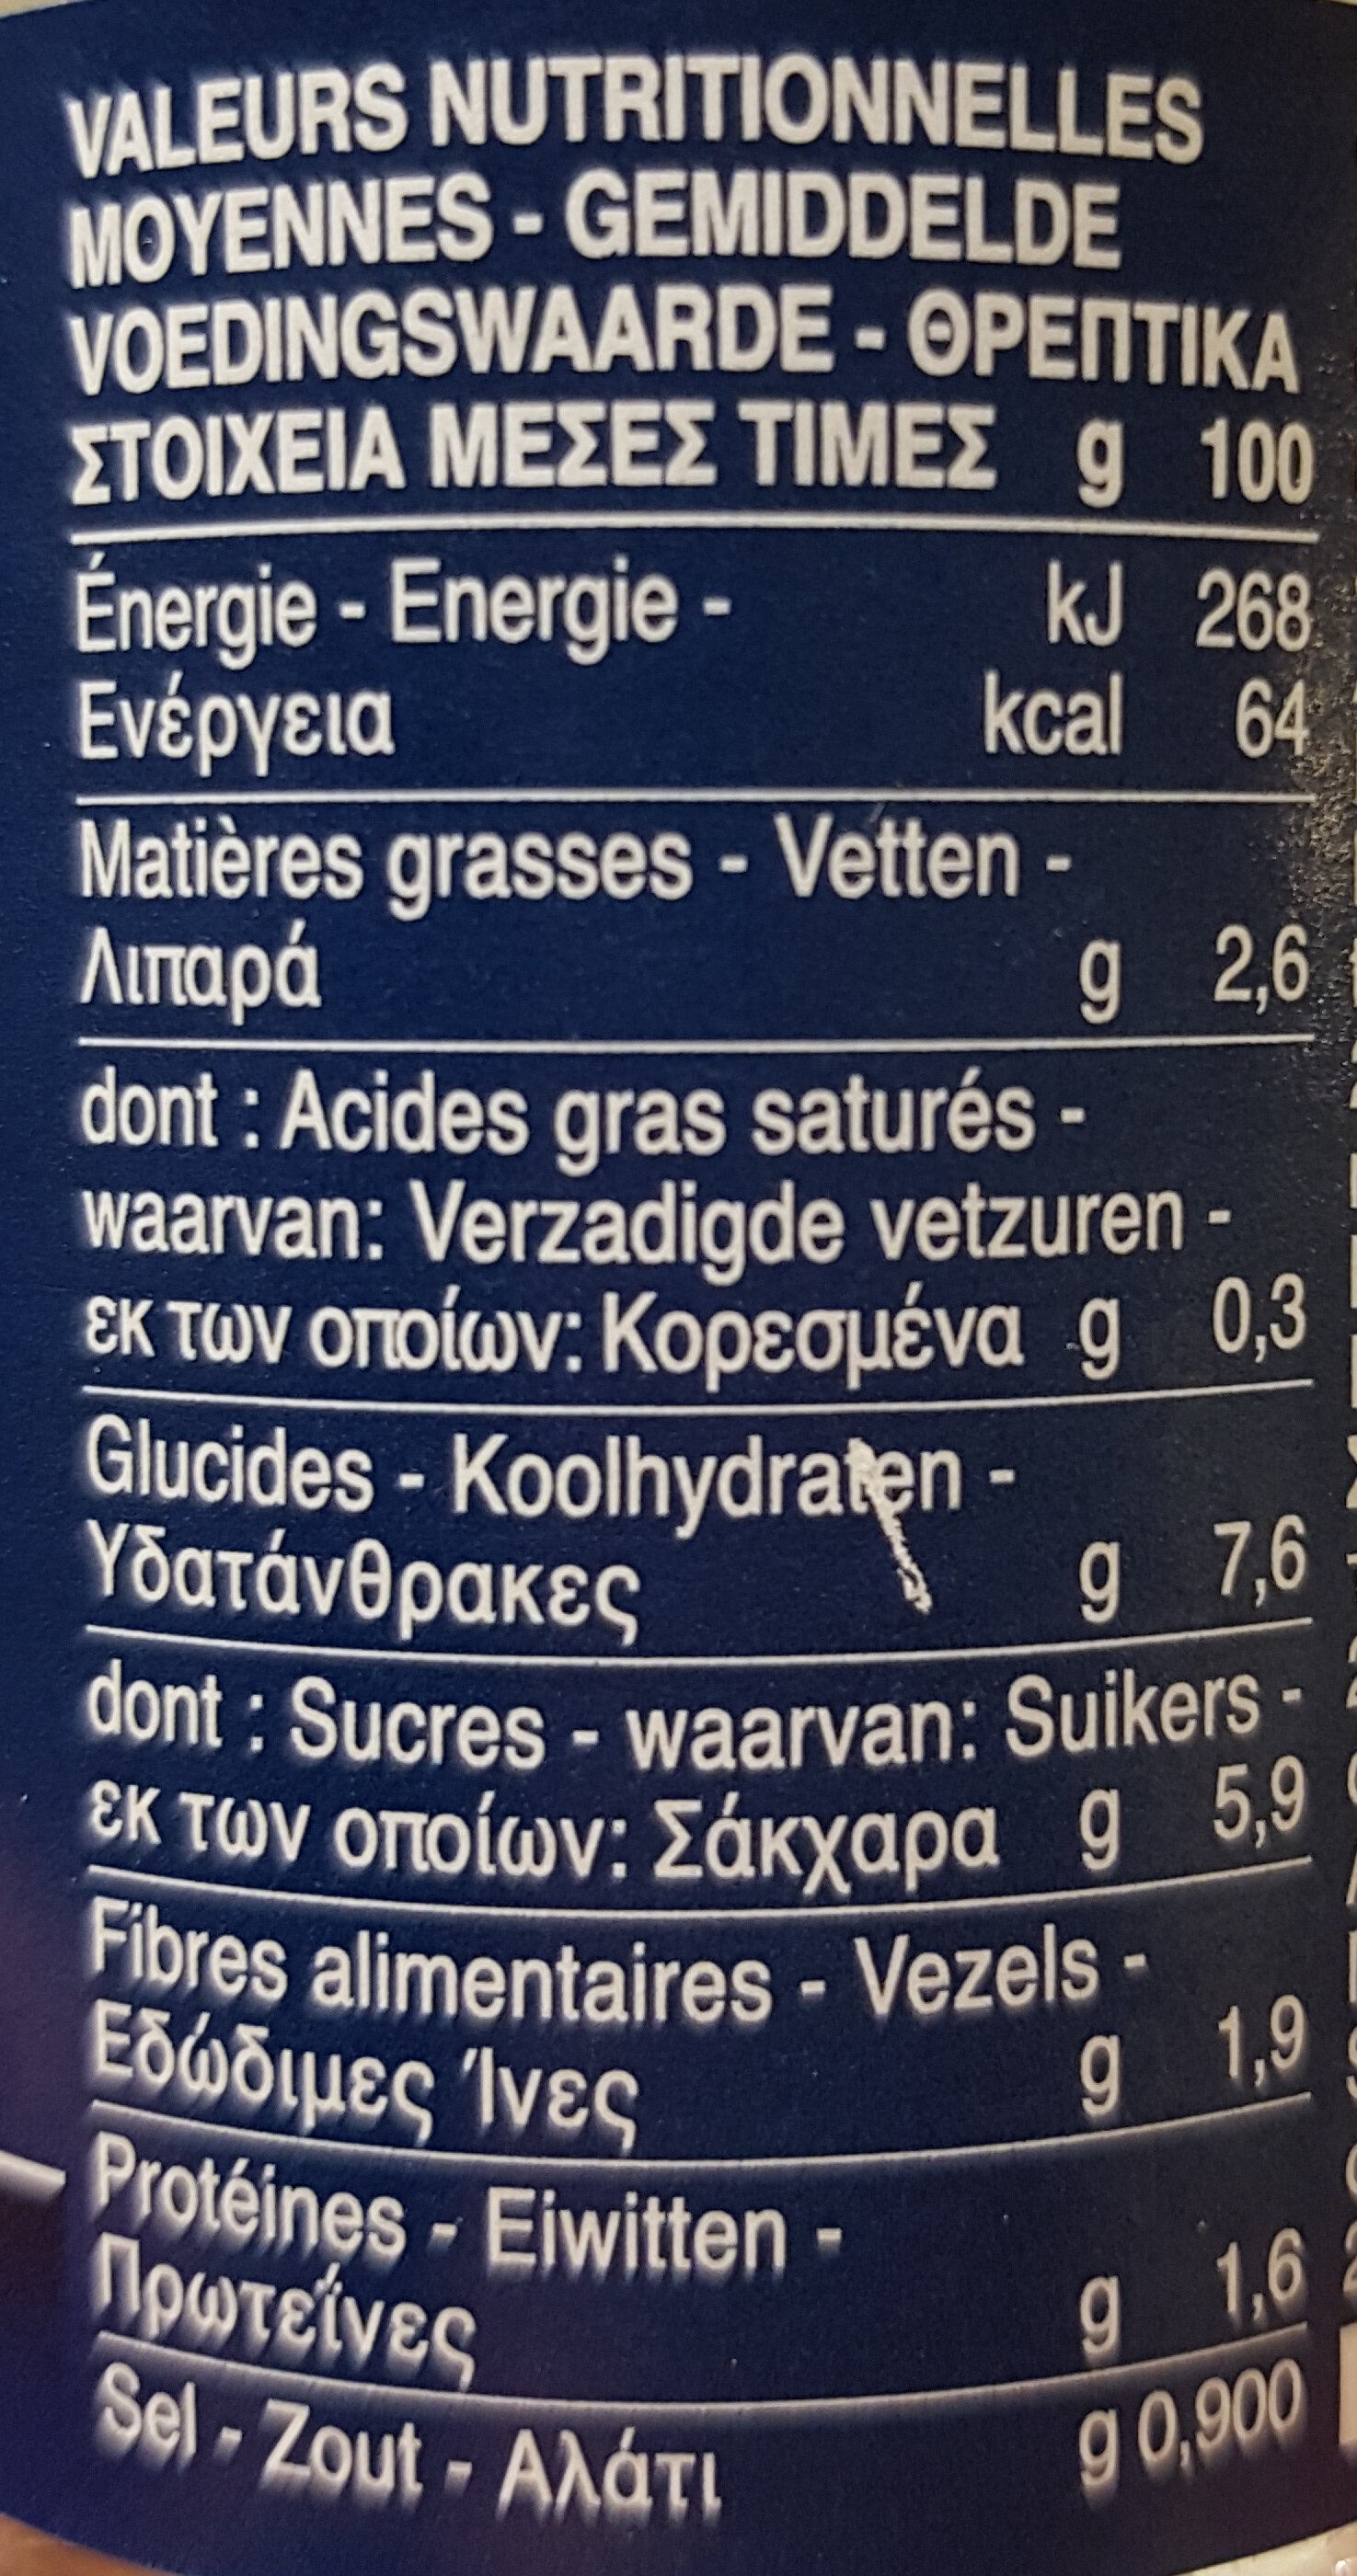 VALEURS NUTRITIONNELLES
MOYENNES - GEMIDDELDE
VOEDINGSWAARDE - ΘΡΕΠΤΙΚΑ
ΣΤΟΙΧΕΙΑ ΜΕΣΕΣ ΤΙΜΕΣ g 100
Énergie - Energie - kJ 268
Ενέργεια kcal 64
Matières grasses - Vetten -
Λιπαρά g 2,6
dont : Acides gras saturés -
waarvan: Verzadigde vetzuren -
εκ των οποίων: Κορεσμένα g 0,3
Glucides - Koolhydraten -
Υδατάνθρακες g 7,6
dont : Sucres - waarvan: Suikers -
εκ των οποίων: Σάκχαρα g 5,9
Fibres alimentaires - Vezels -
Εδώδιμες Ίνες g 1,9
Protéines - Eiwitten -
Πρωτεΐνες g 1,6
Sel - Zout - Αλάτι g 0,900